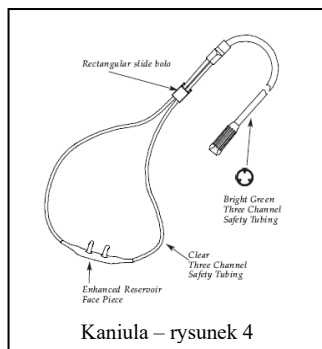 Rectangular slide bolo
Bright Green
Three Channel
Safety Tubing
Clear
Three Channel
Safety Tubing
Enhanced Reservoir
Face Piece
Kaniula – rysunek 4